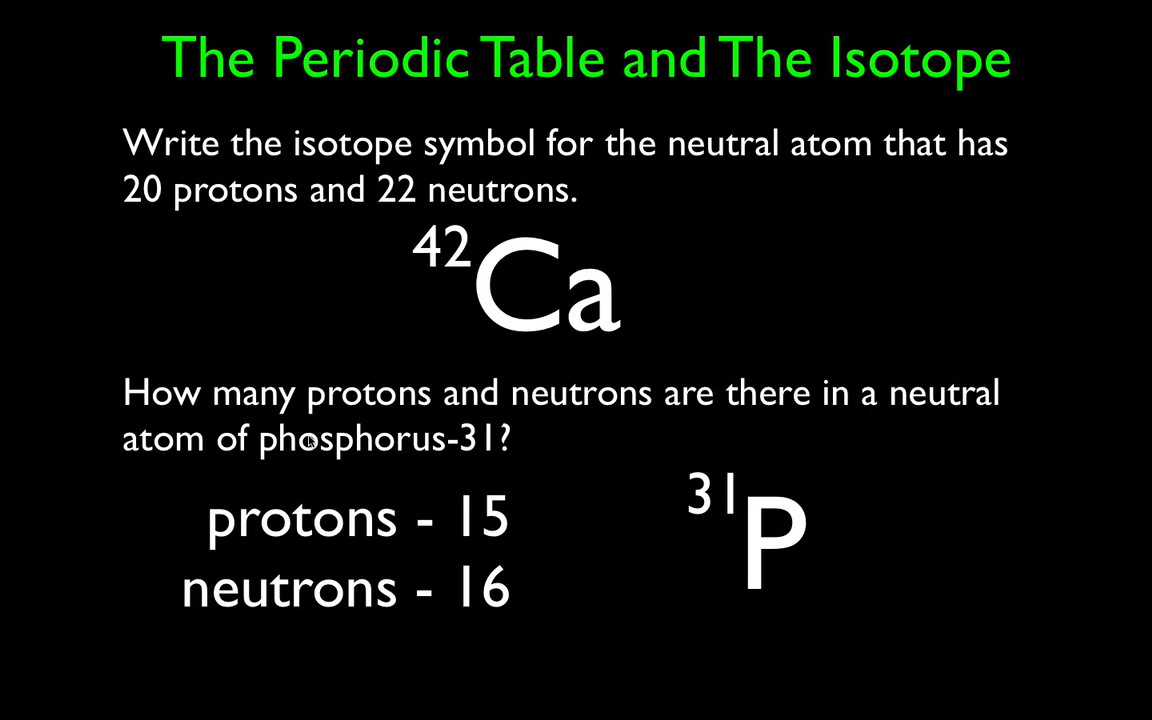 The Periodic Table and The Isotope
Write the isotope symbol for the neutral atom that has
20 protons and 22 neutrons.
42Ca
How many protons and neutrons are there in a neutral
atom of phosphorus-31?
protons - 15
neutrons - 16
31P